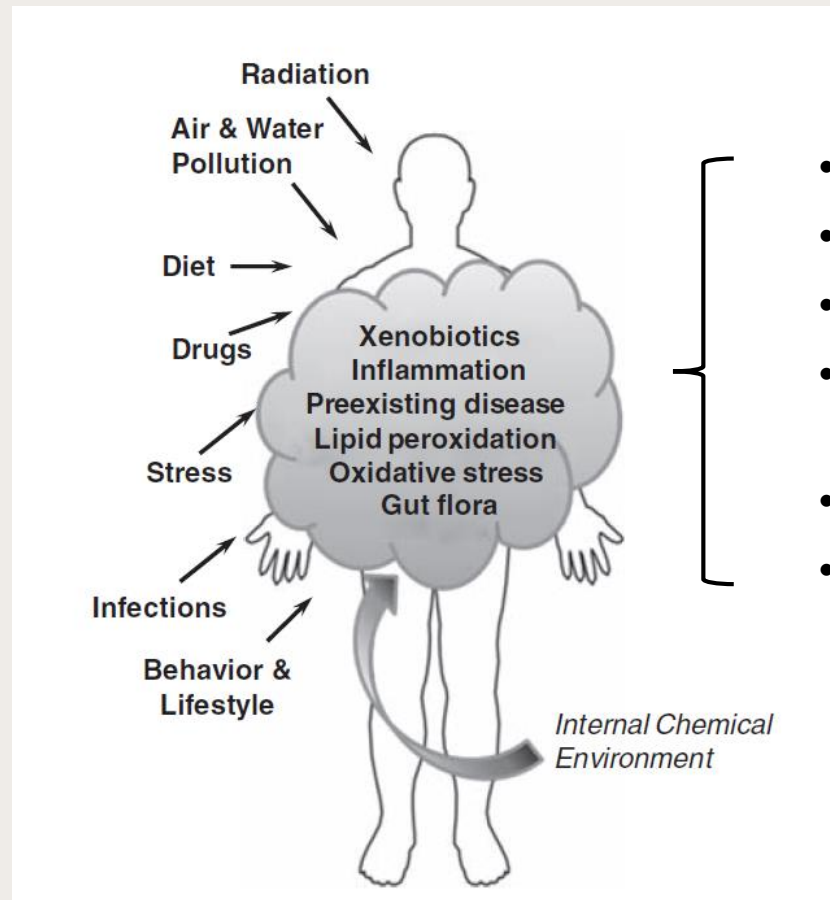 Radiation
Air & Water
Pollution
Diet
Drugs
Stress
Infections
Behavior &
Lifestyle
Xenobiotics
Inflammation
Preexisting disease
Lipid peroxidation
Oxidative stress
Gut flora
Internal Chemical
Environment